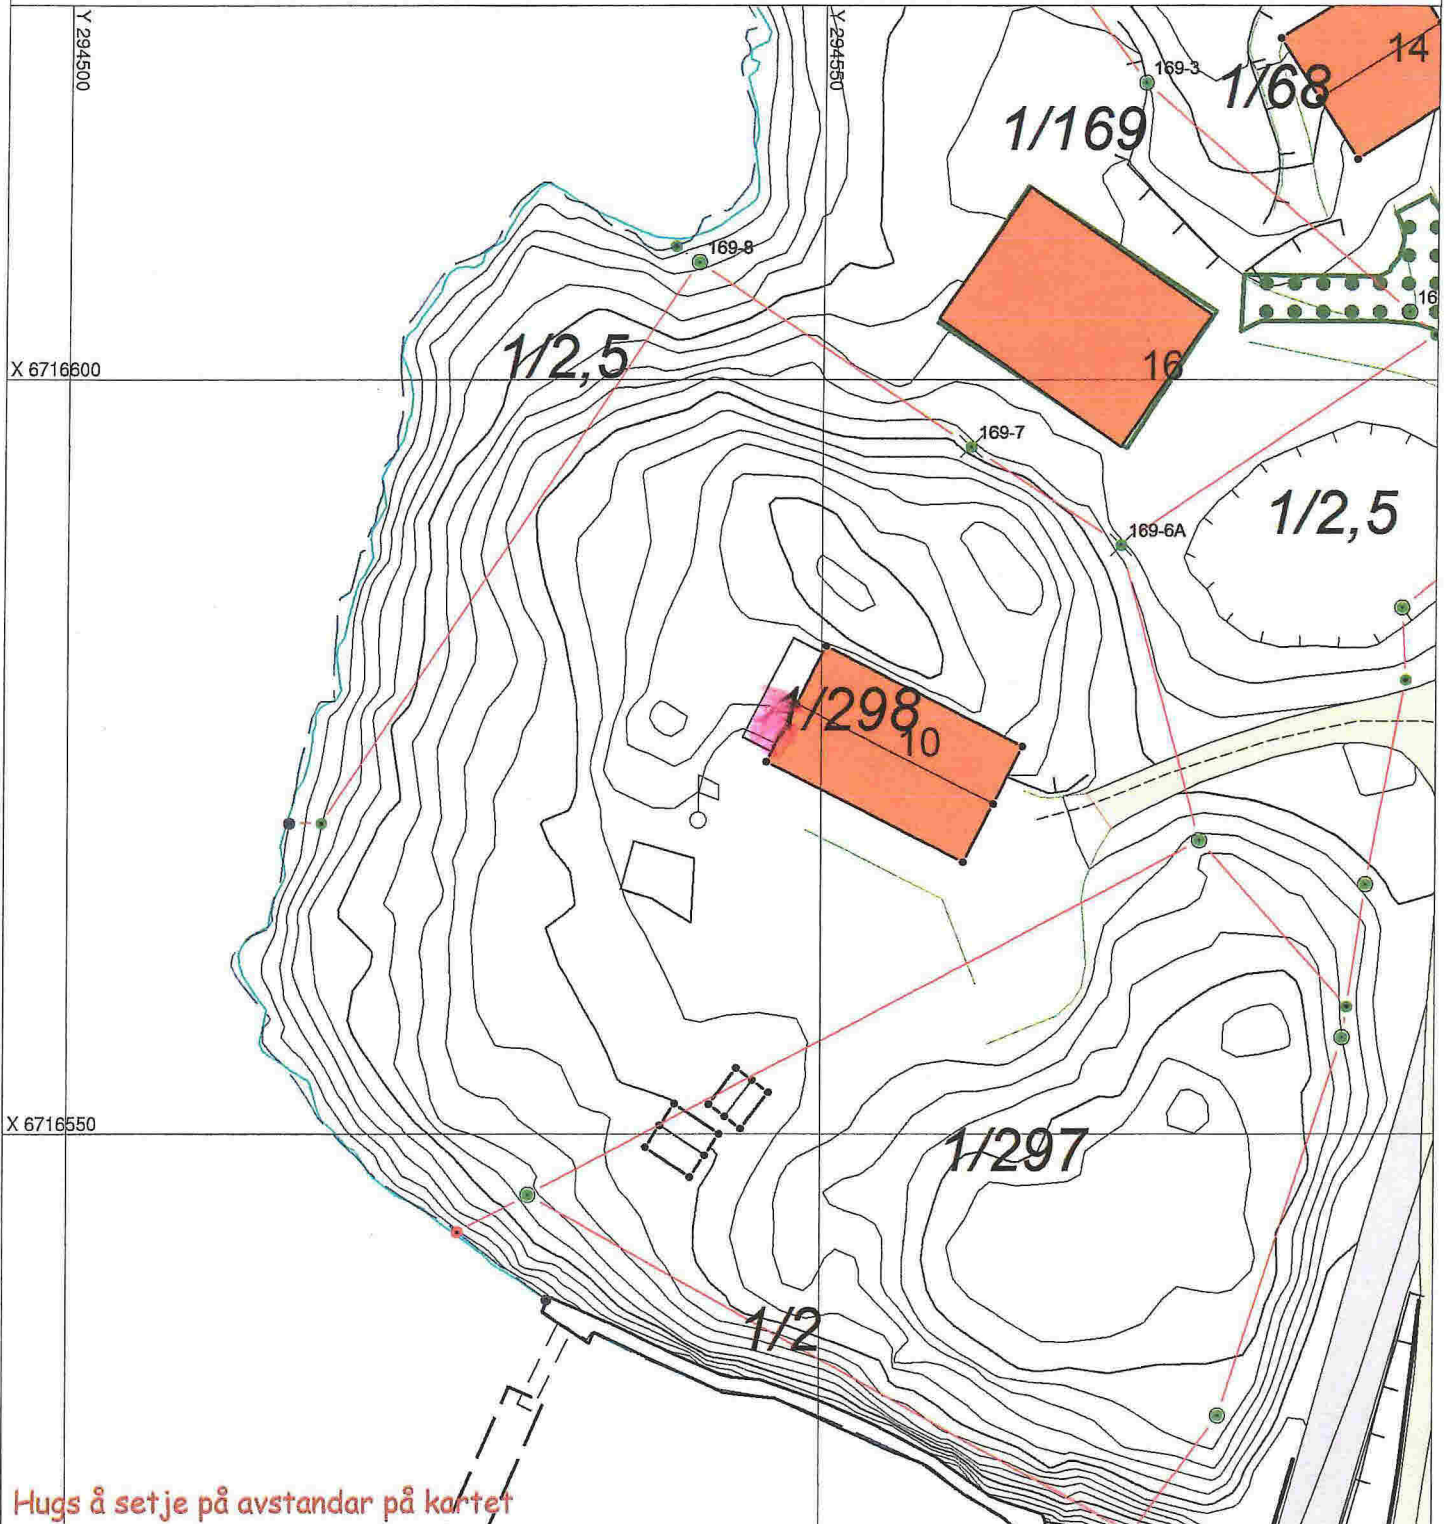 Y 294500
Y 294550
14
169-3
1/68
1/169
169-8
16
1/2,5
16
X 6716600
169-7
1/2,5
169-6A
1/298
10
X 6716550
1/297
1/2
Hugs å setje på avstandar på kartet